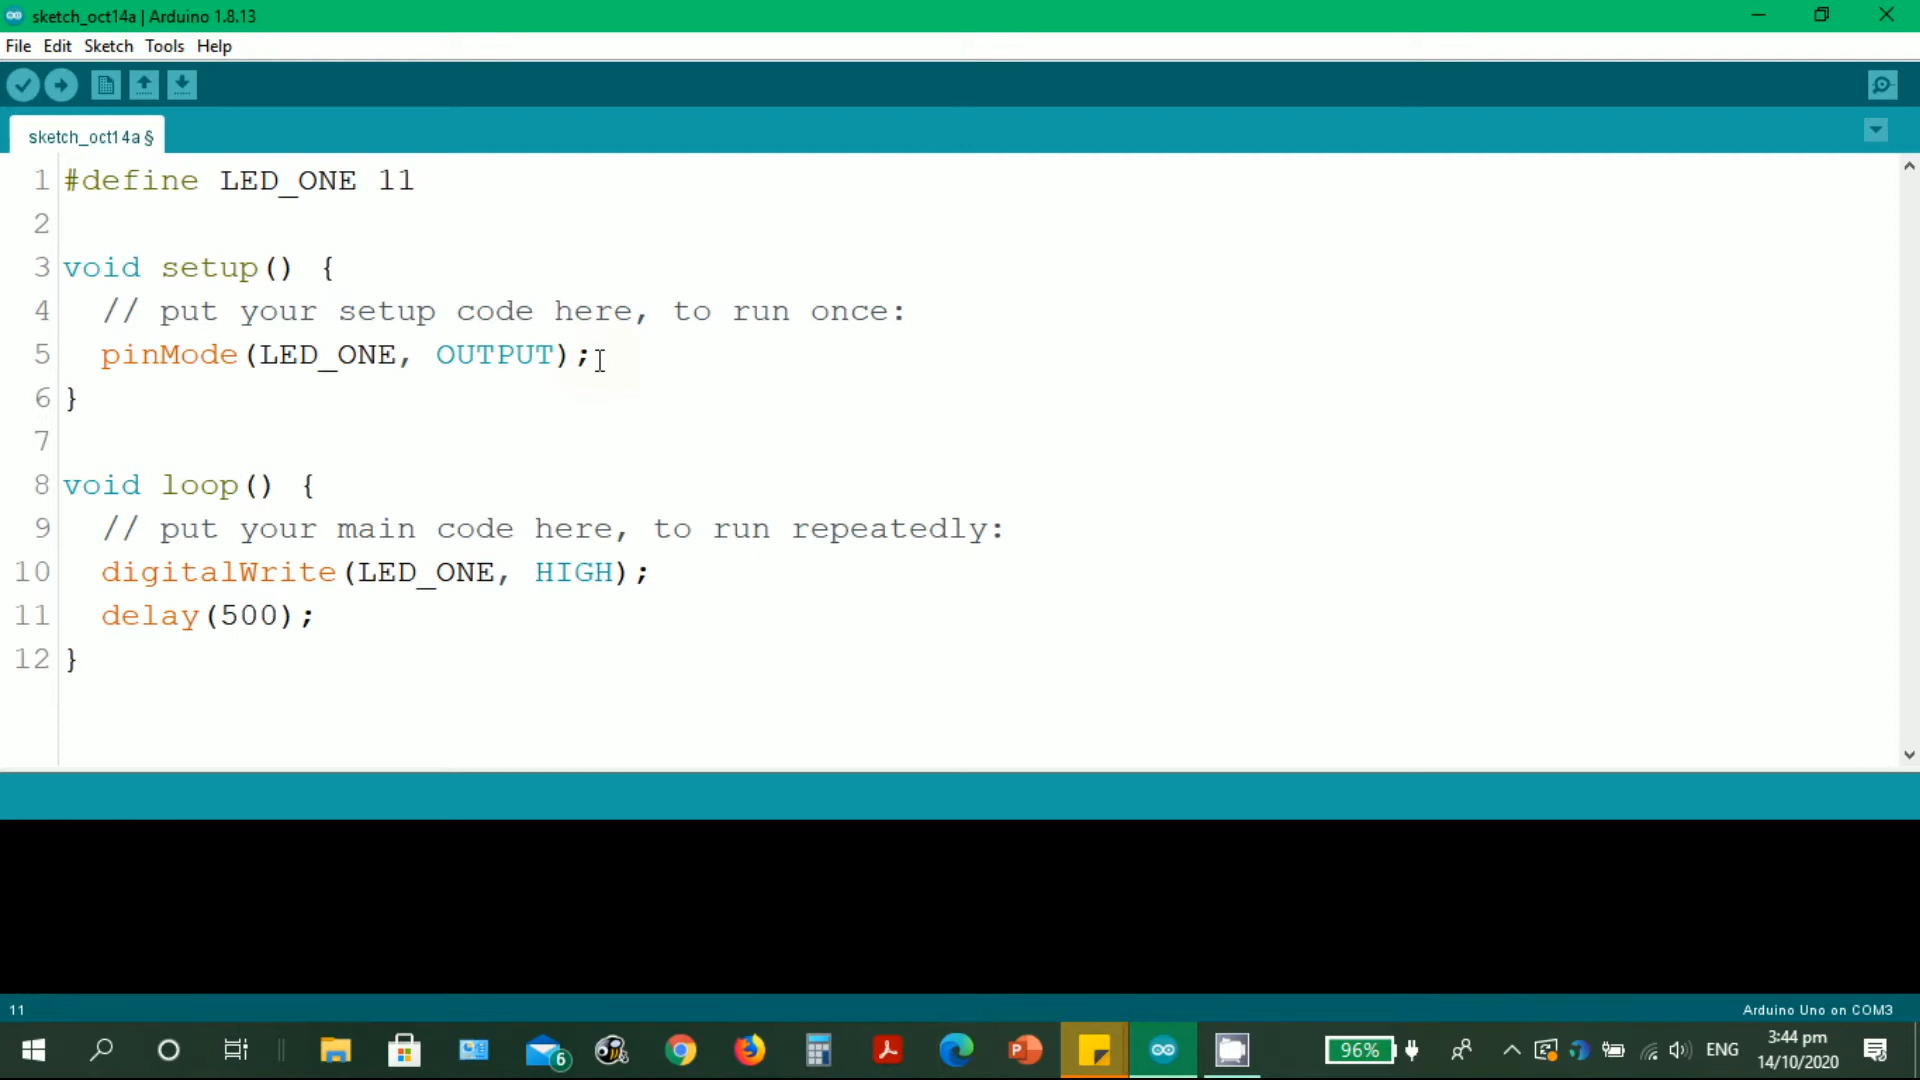 sketch_oct14a | Arduino 1.8.13
File Edit Sketch Tools Help
sketch_oct14a §
1 #define LED_ONE 11
2
3 void setup() {
4 // put your setup code here, to run once:
5 pinMode(LED_ONE, OUTPUT);
6 }
7
8 void loop() {
9 // put your main code here, to run repeatedly:
10 digitalWrite(LED_ONE, HIGH);
11 delay(500);
12 }
11
Arduino Uno on COM3
6
96%
ENG
3:44 pm
14/10/2020